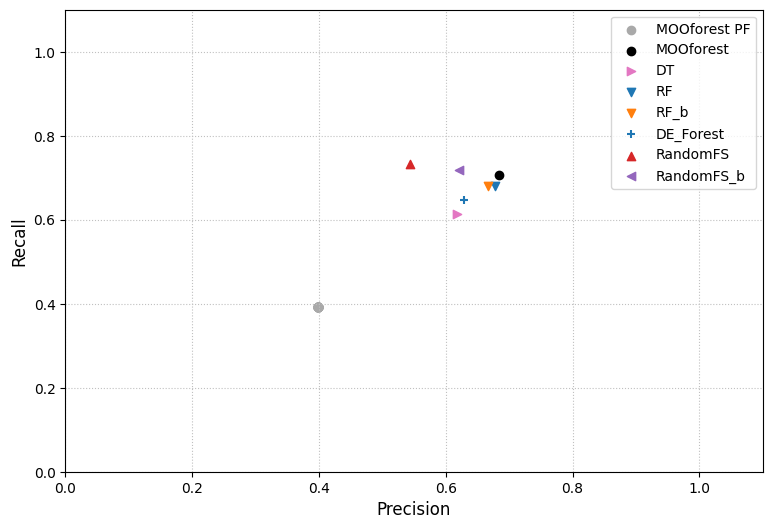 MOOforest PF
MOOforest
DT
RF
RF_b
DE_Forest
RandomFS
RandomFS_b
Recall
1.0
0.8
0.6
0.4
0.2
0.0
0.0 0.2 0.4 0.6 0.8 1.0
Precision